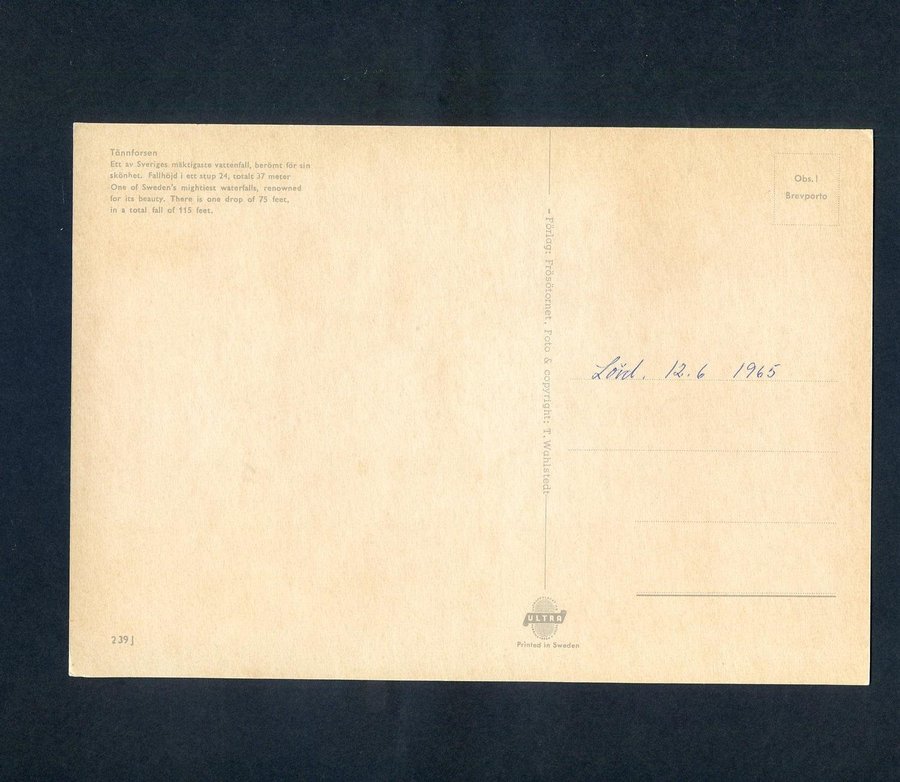 Tännforsen
Ett av Sveriges mäktigaste vattenfall, berömt för sin
skönhet. Fallhöjd i ett stup 24, totalt 37 meter
One of Sweden's mightiest waterfalls, renowned
for its beauty. There is one drop of 75 feet,
in a total fall of 115 feet.
Obs.!
Brevporto
- Förlag: Frösötornet. Foto & copyright: T. Wahlstedt
Lörd. 12.6 1965
ULTRA
Printed in Sweden
239 J